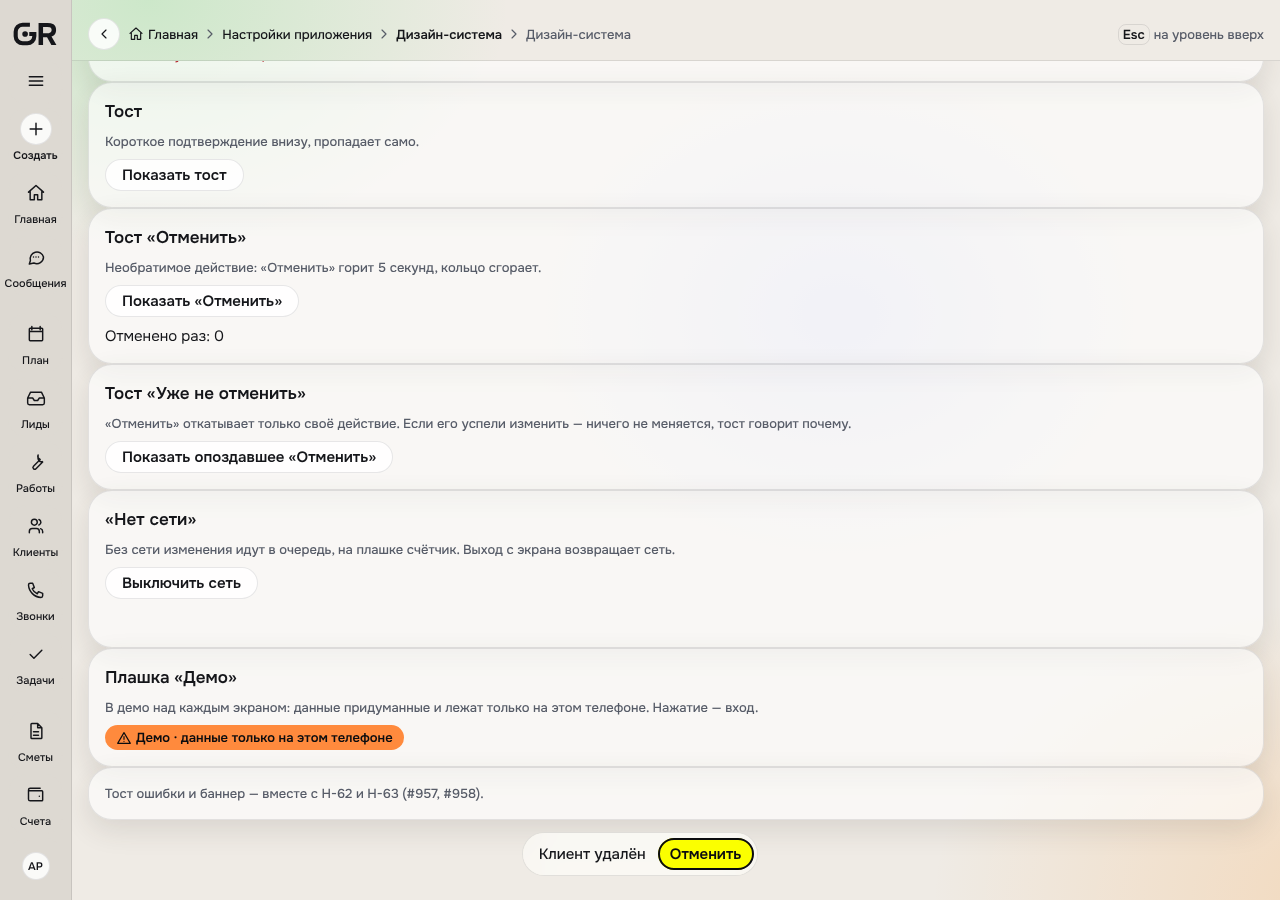 GR
Создать
Главная
Сообщения
План
Лиды
Работы
Клиенты
Звонки
Задачи
Сметы
Счета
AP
Главная
Настройки приложения
Дизайн-система
Дизайн-система
Esc на уровень вверх
Тост
Короткое подтверждение внизу, пропадает само.
Показать тост
Тост «Отменить»
Необратимое действие: «Отменить» горит 5 секунд, кольцо сгорает.
Показать «Отменить»
Отменено раз: 0
Тост «Уже не отменить»
«Отменить» откатывает только своё действие. Если его успели изменить — ничего не меняется, тост говорит почему.
Показать опоздавшее «Отменить»
«Нет сети»
Без сети изменения идут в очередь, на плашке счётчик. Выход с экрана возвращает сеть.
Выключить сеть
Плашка «Демо»
В демо над каждым экраном: данные придуманные и лежат только на этом телефоне. Нажатие — вход.
Демо · данные только на этом телефоне
Тост ошибки и баннер — вместе с Н-62 и Н-63 (#957, #958).
Клиент удалён
Отменить